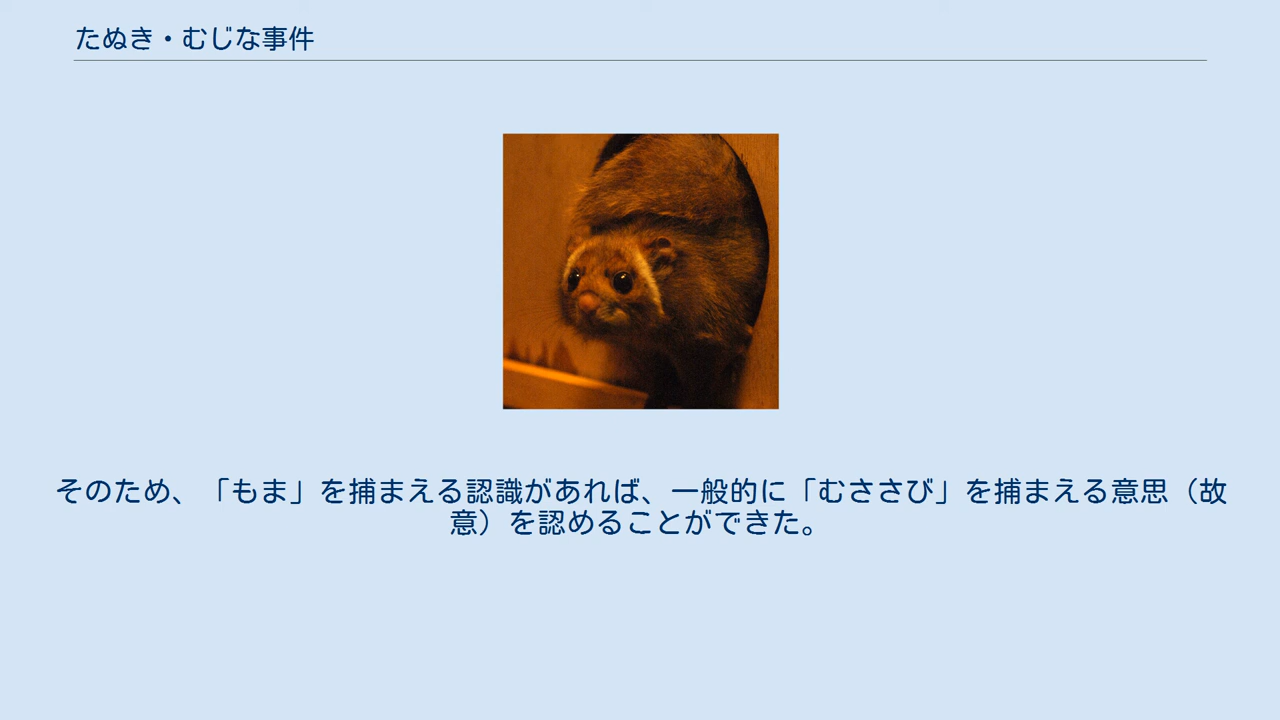 たぬき・むじな事件
そのため、「もま」を捕まえる認識があれば、一般的に「むささび」を捕まえる意思（故
意）を認めることができた。